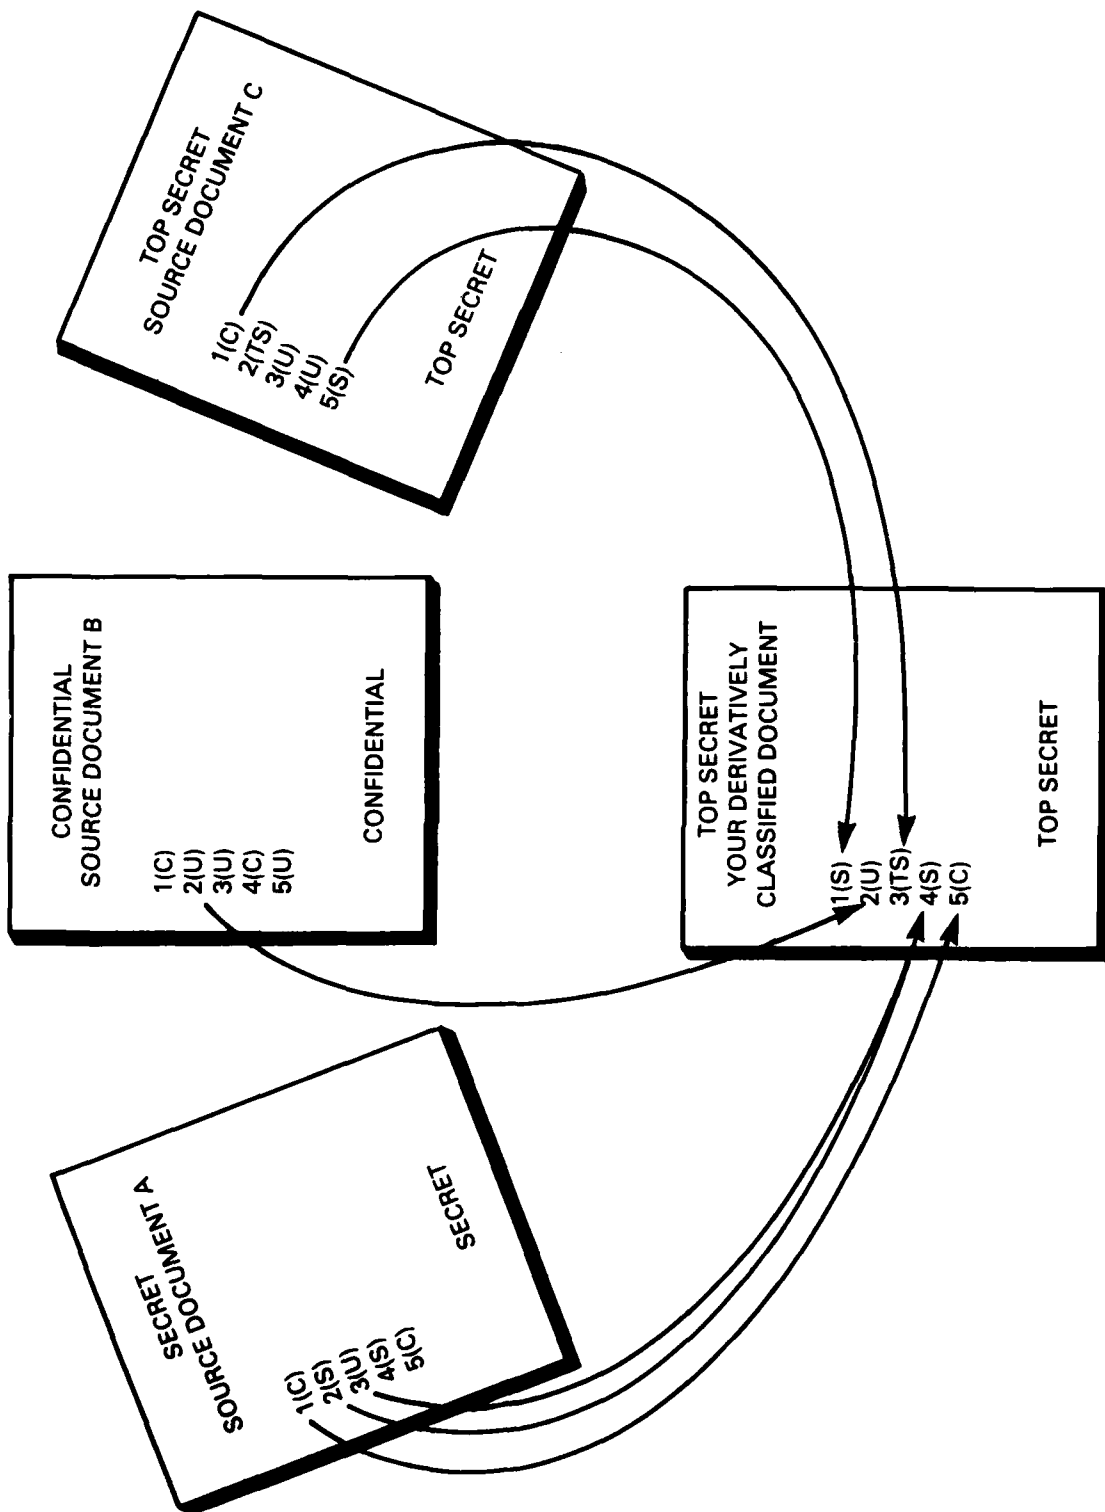 SECRET
SOURCE DOCUMENT A
1(C)
2(S)
3(U)
4(S)
5(C)
SECRET
CONFIDENTIAL
SOURCE DOCUMENT B
1(C)
2(U)
3(U)
4(C)
5(U)
CONFIDENTIAL
TOP SECRET
SOURCE DOCUMENT C
1(C)
2(TS)
3(U)
4(U)
5(S)
TOP SECRET
TOP SECRET
YOUR DERIVATIVELY
CLASSIFIED DOCUMENT
1(S)
2(U)
3(TS)
4(S)
5(C)
TOP SECRET